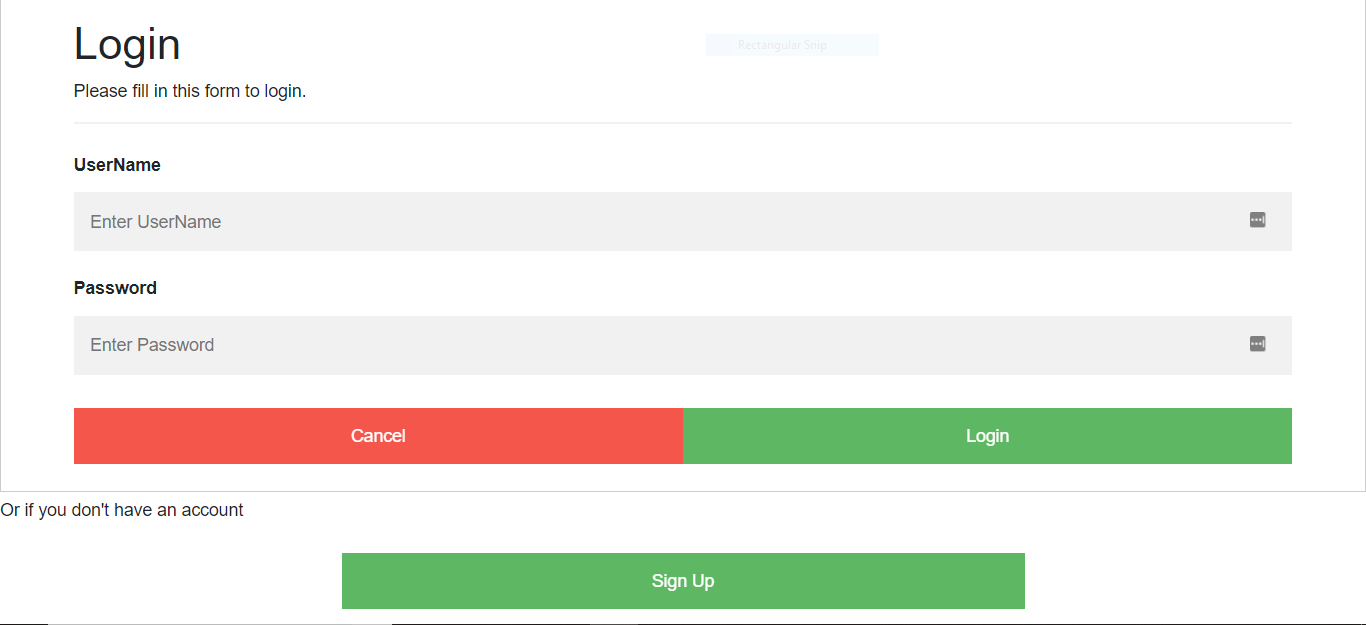 Login
Rectangular Snip
Please fill in this form to login.
UserName
Enter UserName
Password
Enter Password
Cancel
Login
Or if you don't have an account
Sign Up